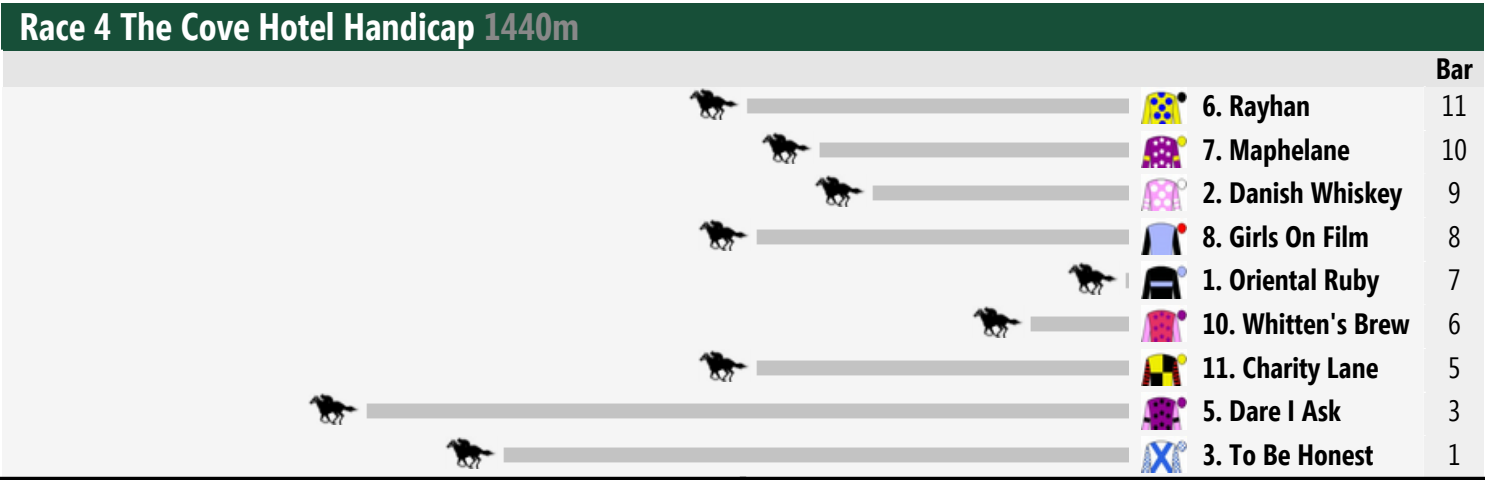 Race 4 The Cove Hotel Handicap 1440m
Bar
6. Rayhan 11
7. Maphelane 10
2. Danish Whiskey 9
8. Girls On Film 8
1. Oriental Ruby 7
10. Whitten's Brew 6
11. Charity Lane 5
5. Dare I Ask 3
3. To Be Honest 1